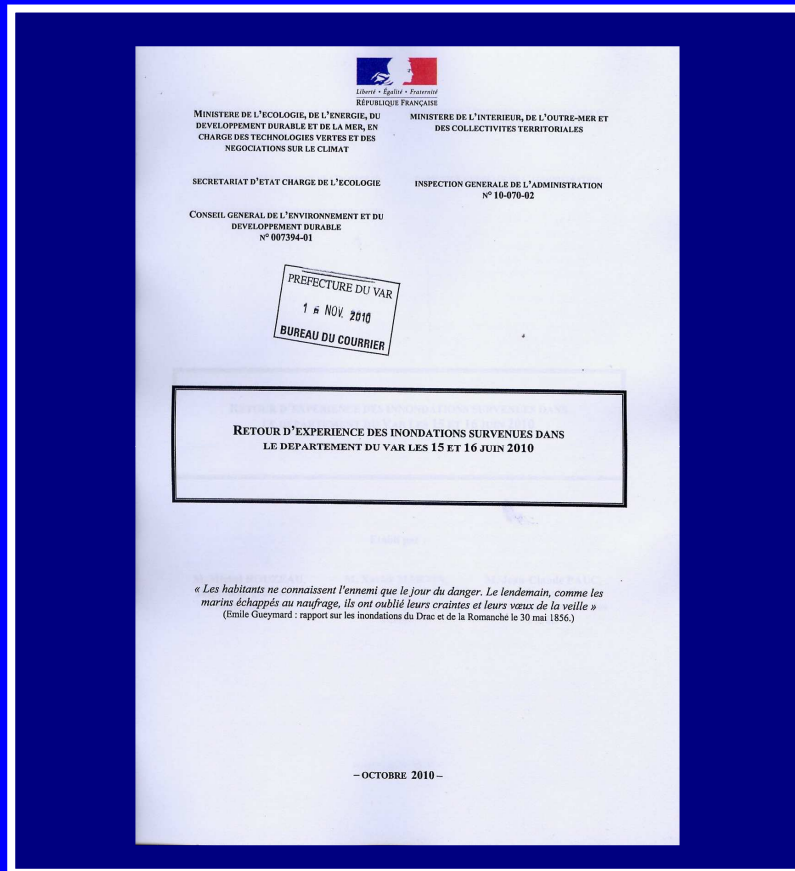 Liberté • Égalité • Fraternité
RÉPUBLIQUE FRANÇAISE
MINISTERE DE L'ECOLOGIE, DE L'ENERGIE, DU
DEVELOPPEMENT DURABLE ET DE LA MER, EN
CHARGE DES TECHNOLOGIES VERTES ET DES
NEGOCIATIONS SUR LE CLIMAT
MINISTERE DE L'INTERIEUR, DE L'OUTRE-MER ET
DES COLLECTIVITES TERRITORIALES
SECRETARIAT D'ETAT CHARGE DE L'ECOLOGIE
INSPECTION GENERALE DE L'ADMINISTRATION
N° 10-070-02
CONSEIL GENERAL DE L'ENVIRONNEMENT ET DU
DEVELOPPEMENT DURABLE
N° 007394-01
PREFECTURE DU VAR
NOV. 2010
BUREAU DU COURRIER
RETOUR D'EXPERIENCE DES INONDATIONS SURVENUES DANS
LE DEPARTEMENT DU VAR LES 15 ET 16 JUIN 2010
« Les habitants ne connaissent l'ennemi que le jour du danger. Le lendemain, comme les
marins échappés au naufrage, ils ont oublié leurs craintes et leurs vœux de la veille »
(Emile Gueymard : rapport sur les inondations du Drac et de la Romanche le 30 mai 1856.)
– OCTOBRE 2010 –